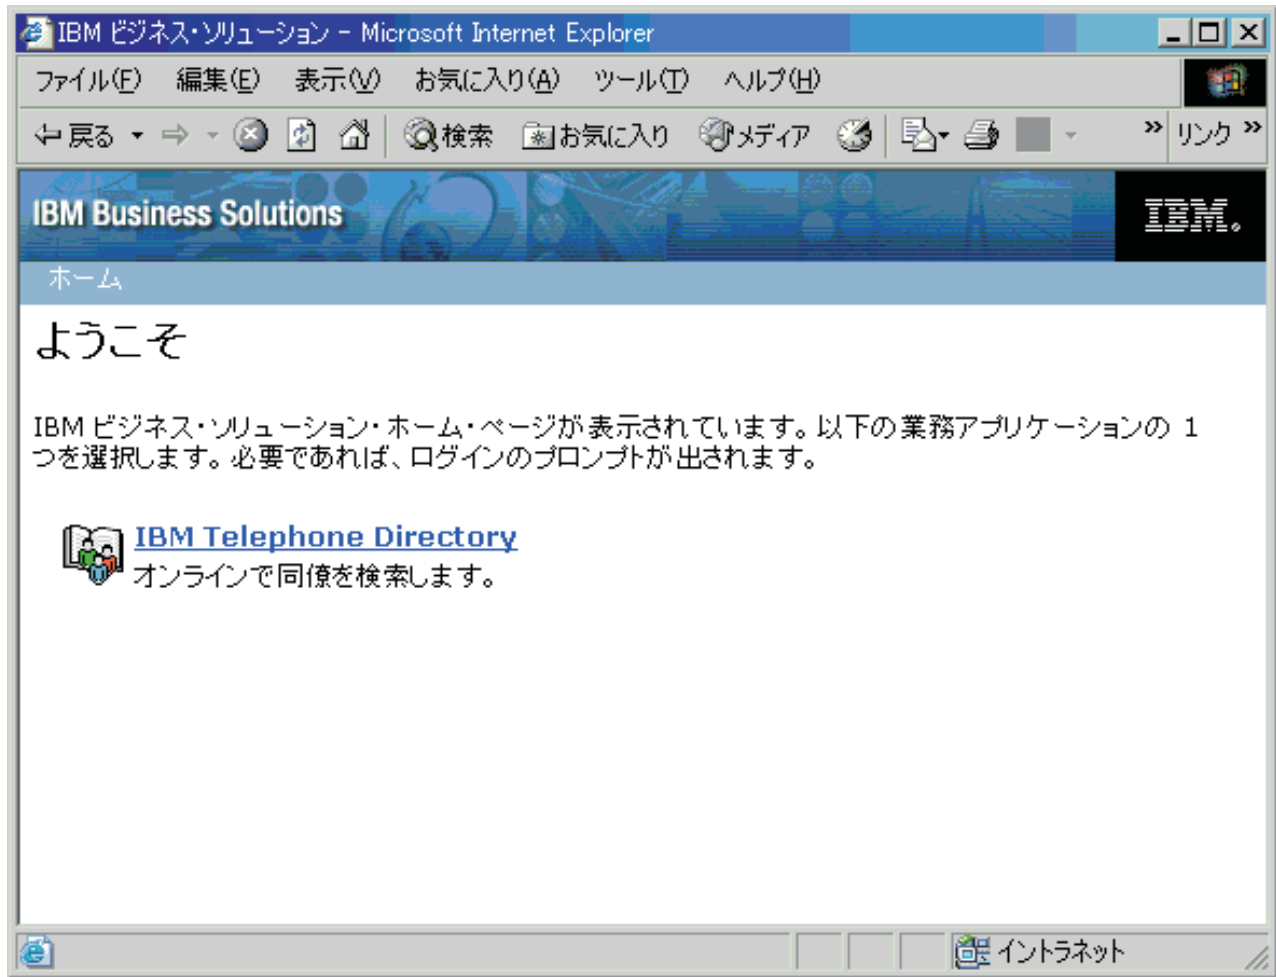 IBM ビジネス・ソリューション - Microsoft Internet Explorer
ファイル(F) 編集(E) 表示(V) お気に入り(A) ツール(T) ヘルプ(H)
戻る 検索 お気に入り メディア » リンク »
IBM Business Solutions IBM.
ホーム
ようこそ
IBM ビジネス・ソリューション・ホーム・ページが表示されています。以下の業務アプリケーションの 1
つを選択します。必要であれば、ログインのプロンプトが出されます。
IBM Telephone Directory
オンラインで同僚を検索します。
イントラネット